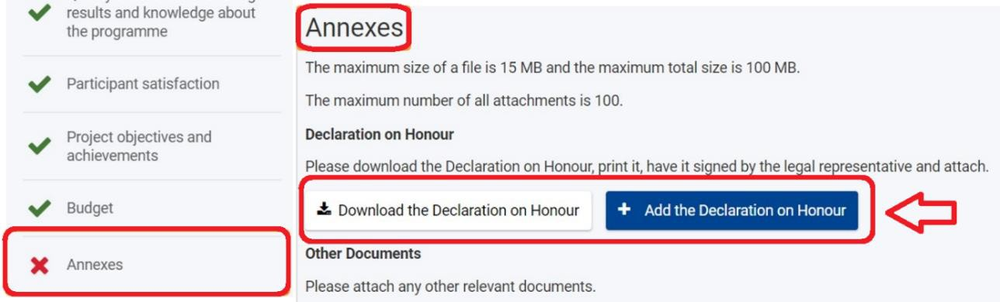 results and knowledge about
the programme
Participant satisfaction
Project objectives and
achievements
Budget
Annexes
Annexes
The maximum size of a file is 15 MB and the maximum total size is 100 MB.
The maximum number of all attachments is 100.
Declaration on Honour
Please download the Declaration on Honour, print it, have it signed by the legal representative and attach.
Download the Declaration on Honour
Add the Declaration on Honour
Other Documents
Please attach any other relevant documents.